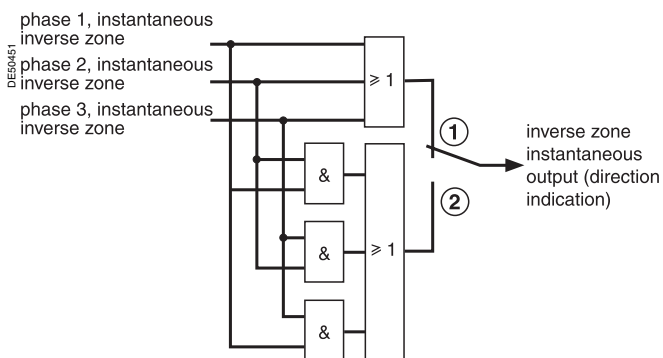 phase 1, instantaneous
inverse zone
phase 2, instantaneous
inverse zone
phase 3, instantaneous
inverse zone
DE50451
≥ 1
1
inverse zone
instantaneous
output (direction
indication)
2
&
&
≥ 1
&